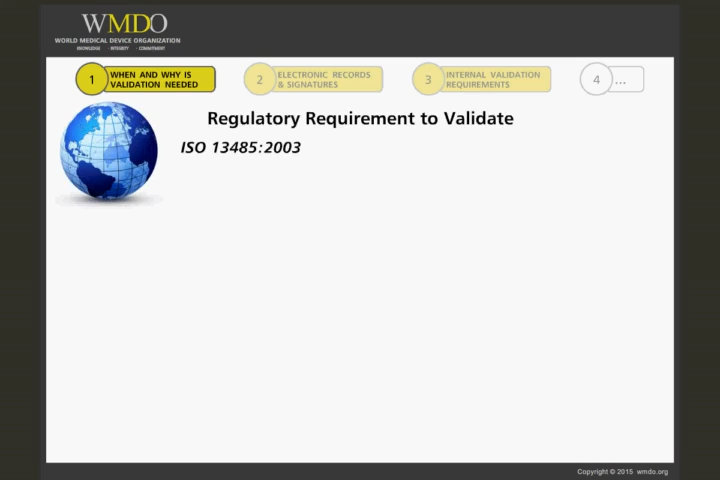 WMDO
WORLD MEDICAL DEVICE ORGANIZATION
KNOWLEDGE · INTEGRITY · COMMITMENT
1 WHEN AND WHY IS
VALIDATION NEEDED
2 ELECTRONIC RECORDS
& SIGNATURES
3 INTERNAL VALIDATION
REQUIREMENTS
4 ...
Regulatory Requirement to Validate
ISO 13485:2003
Copyright © 2015 wmdo.org